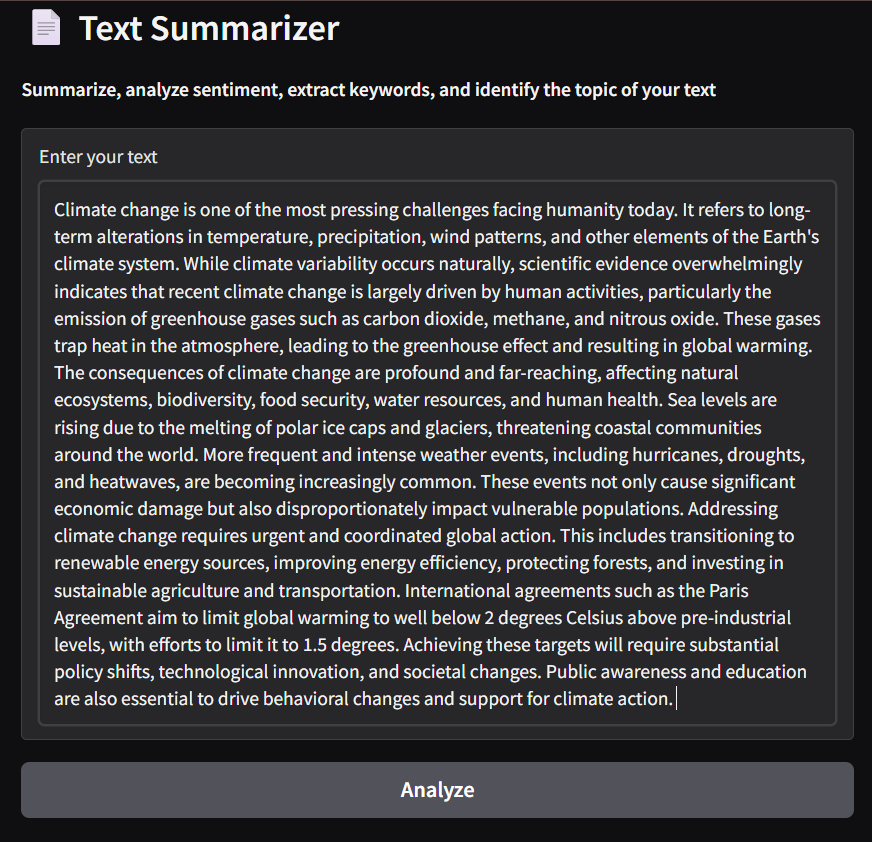 Text Summarizer
Summarize, analyze sentiment, extract keywords, and identify the topic of your text
Enter your text
Climate change is one of the most pressing challenges facing humanity today. It refers to long-
term alterations in temperature, precipitation, wind patterns, and other elements of the Earth's
climate system. While climate variability occurs naturally, scientific evidence overwhelmingly
indicates that recent climate change is largely driven by human activities, particularly the
emission of greenhouse gases such as carbon dioxide, methane, and nitrous oxide. These gases
trap heat in the atmosphere, leading to the greenhouse effect and resulting in global warming.
The consequences of climate change are profound and far-reaching, affecting natural
ecosystems, biodiversity, food security, water resources, and human health. Sea levels are
rising due to the melting of polar ice caps and glaciers, threatening coastal communities
around the world. More frequent and intense weather events, including hurricanes, droughts,
and heatwaves, are becoming increasingly common. These events not only cause significant
economic damage but also disproportionately impact vulnerable populations. Addressing
climate change requires urgent and coordinated global action. This includes transitioning to
renewable energy sources, improving energy efficiency, protecting forests, and investing in
sustainable agriculture and transportation. International agreements such as the Paris
Agreement aim to limit global warming to well below 2 degrees Celsius above pre-industrial
levels, with efforts to limit it to 1.5 degrees. Achieving these targets will require substantial
policy shifts, technological innovation, and societal changes. Public awareness and education
are also essential to drive behavioral changes and support for climate action.
Analyze